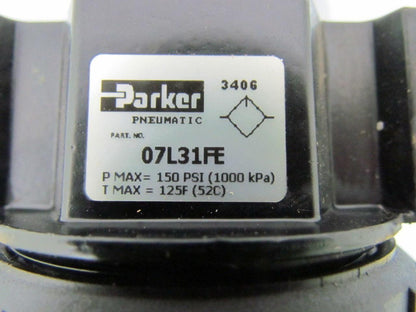 Parker
3406
PNEUMATIC
PART. NO.
07L31FE
P MAX= 150 PSI (1000 kPa)
T MAX = 125F (52C)